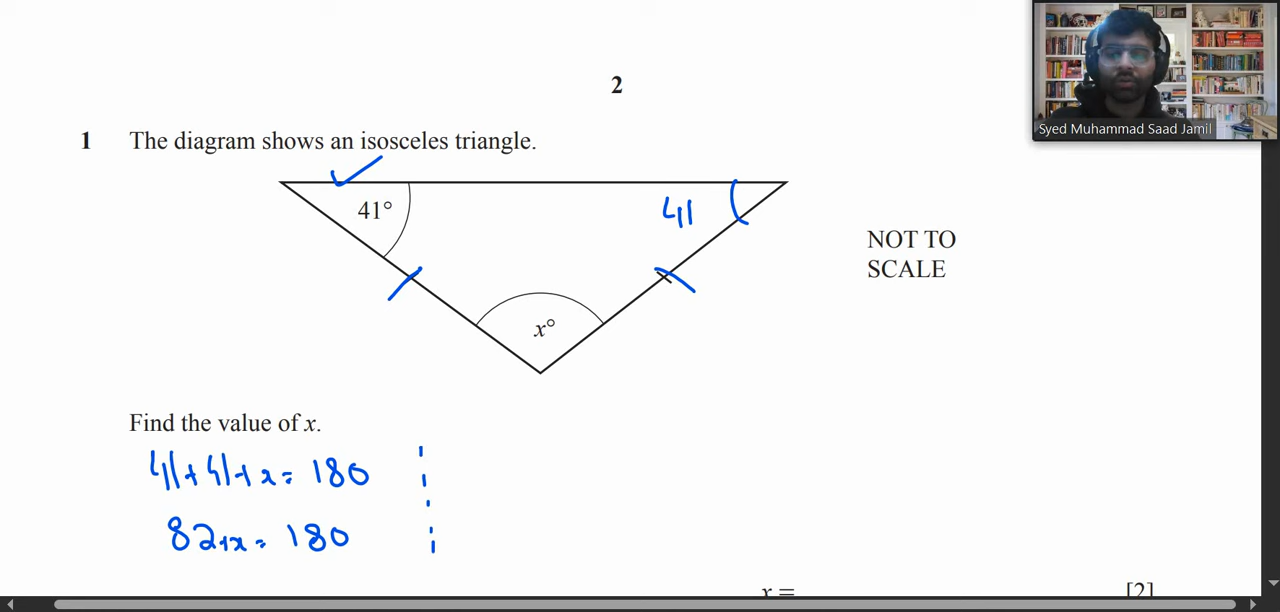 Syed Muhammad Saad Jamil
2
1 The diagram shows an isosceles triangle.
41°
41
NOT TO
SCALE
x°
Find the value of x.
41+41+x= 180
82+x= 180
x = [2]